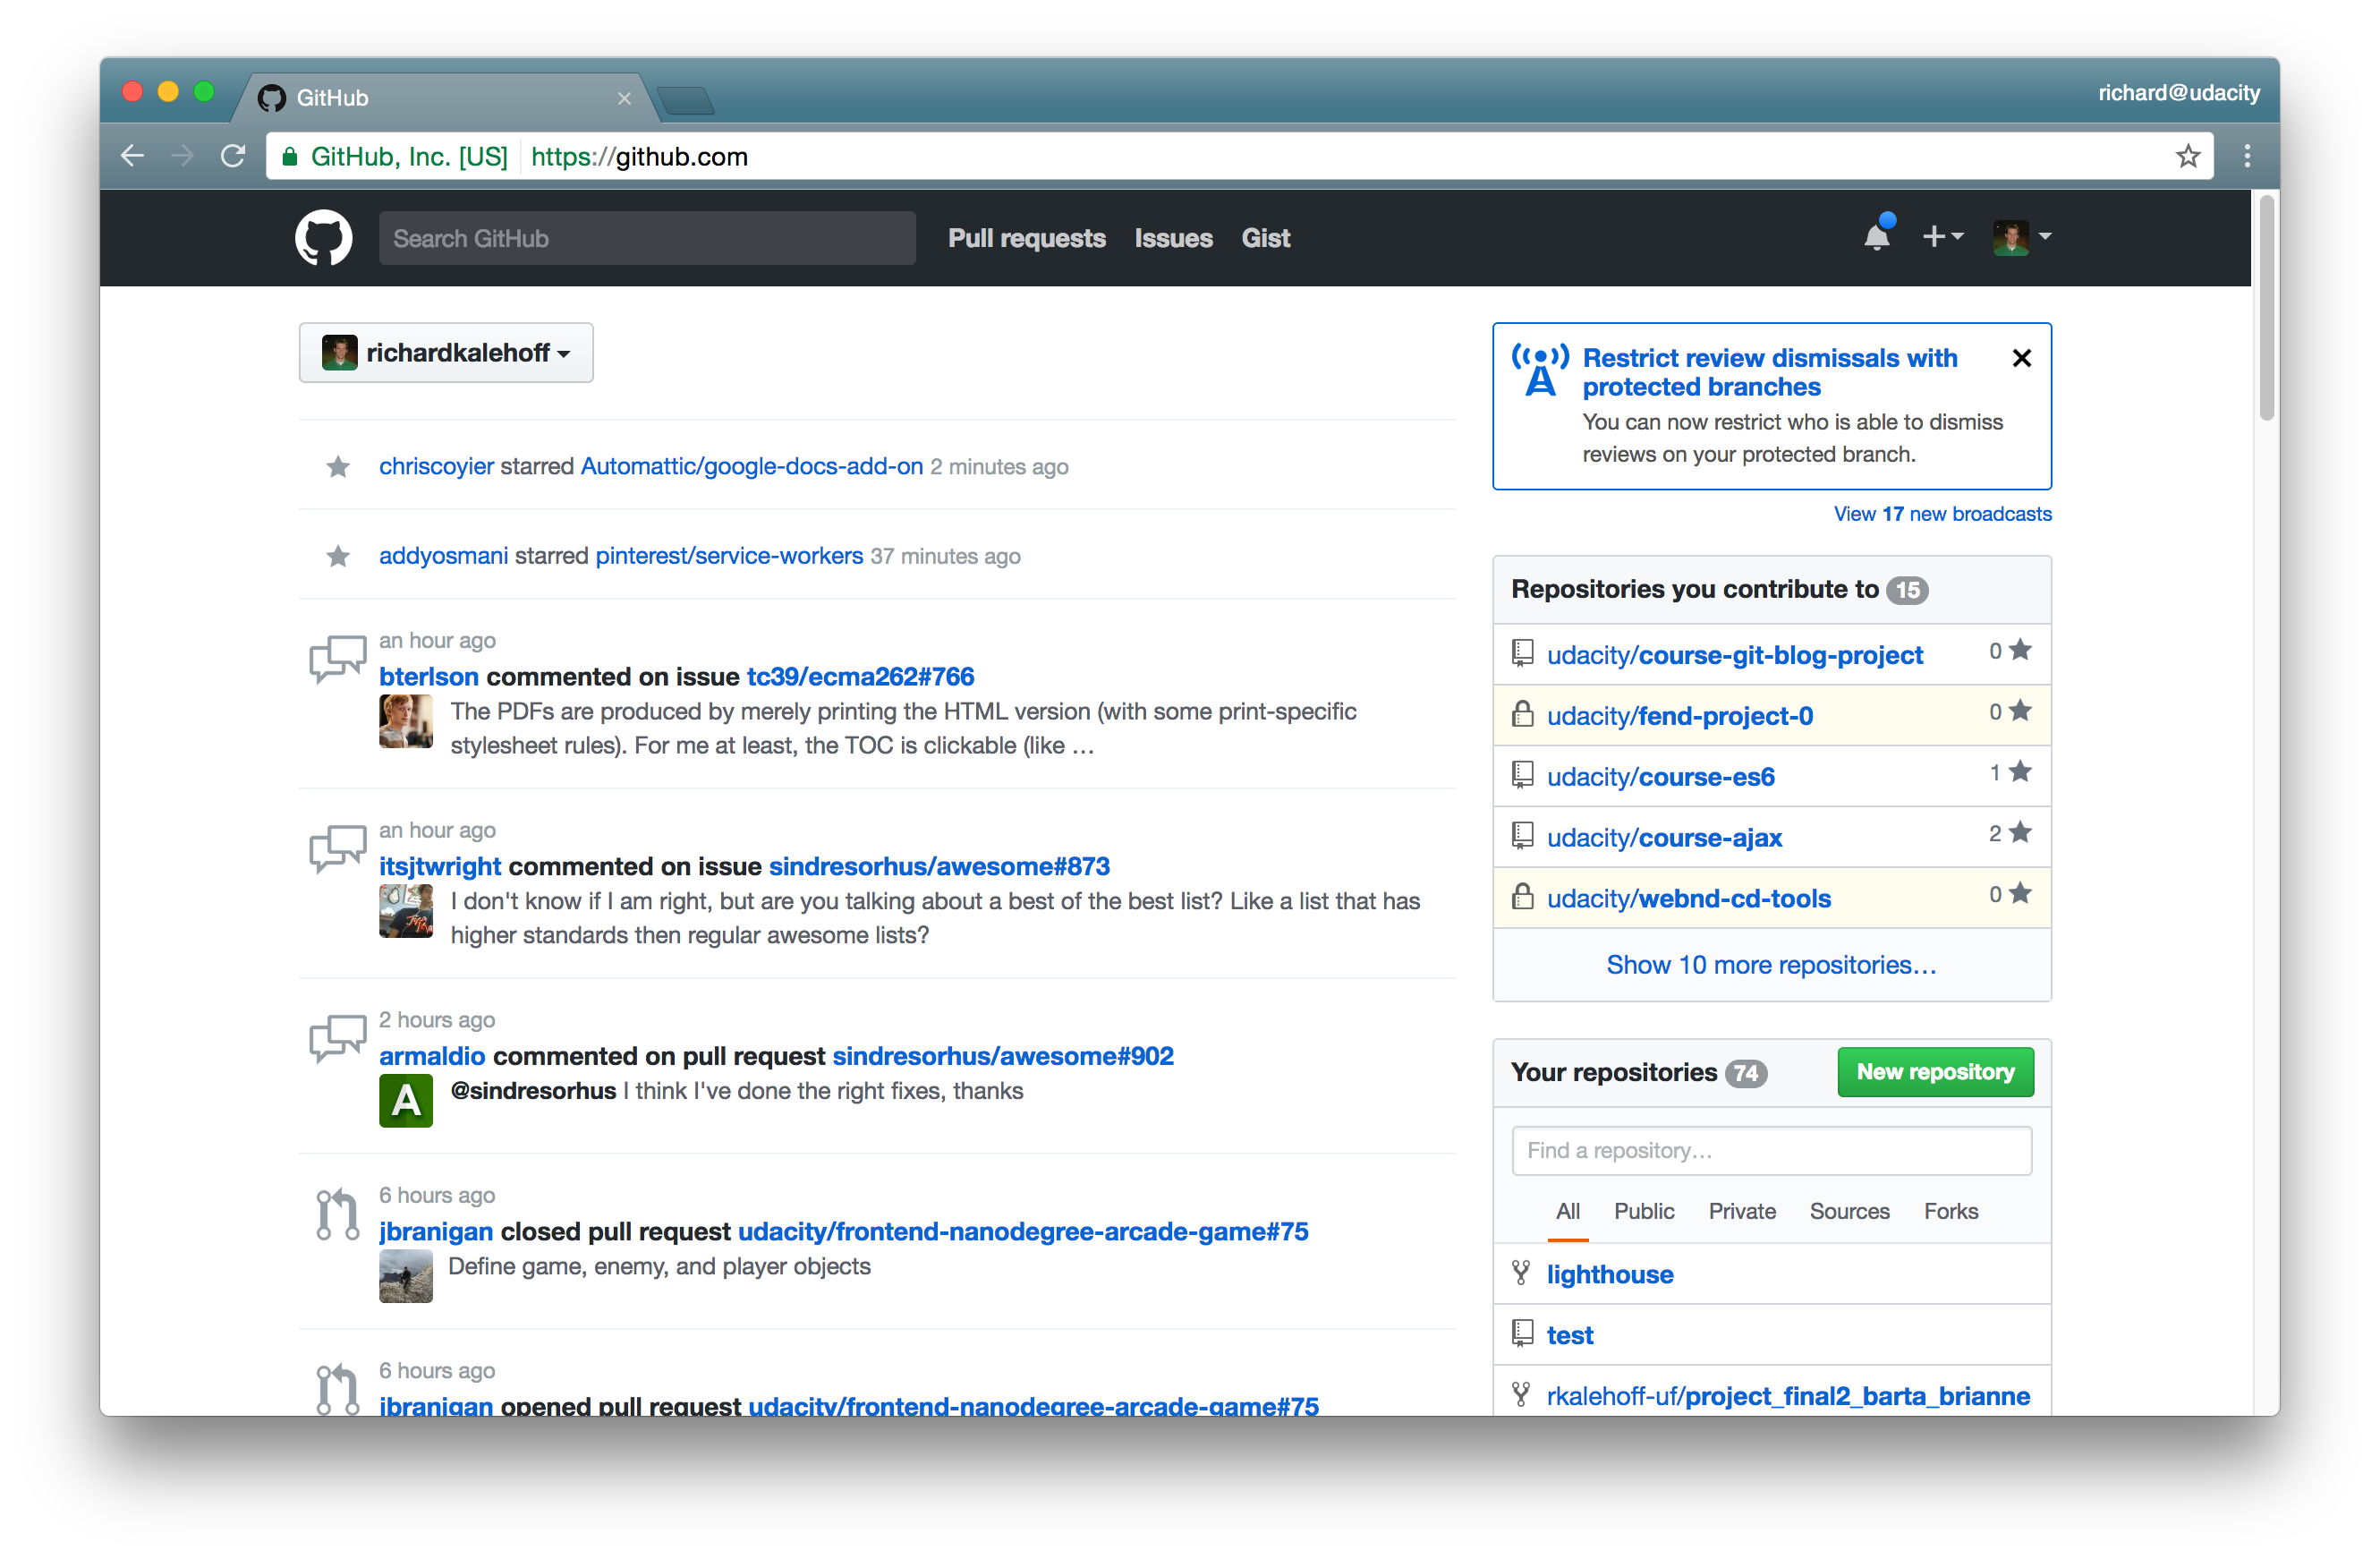 GitHub
richard@udacity
GitHub, Inc. [US] https://github.com
Search GitHub
Pull requests Issues Gist
richardkalehoff
chriscoyier starred Automattic/google-docs-add-on 2 minutes ago
addyosmani starred pinterest/service-workers 37 minutes ago
an hour ago
bterlson commented on issue tc39/ecma262#766
The PDFs are produced by merely printing the HTML version (with some print-specific
stylesheet rules). For me at least, the TOC is clickable (like …
an hour ago
itsjtwright commented on issue sindresorhus/awesome#873
I don't know if I am right, but are you talking about a best of the best list? Like a list that has
higher standards then regular awesome lists?
2 hours ago
armaldio commented on pull request sindresorhus/awesome#902
A
@sindresorhus I think I've done the right fixes, thanks
6 hours ago
jbranigan closed pull request udacity/frontend-nanodegree-arcade-game#75
Define game, enemy, and player objects
6 hours ago
jbranigan opened pull request udacity/frontend-nanodegree-arcade-game#75
Restrict review dismissals with
protected branches
You can now restrict who is able to dismiss
reviews on your protected branch.
View 17 new broadcasts
Repositories you contribute to 15
udacity/course-git-blog-project 0
udacity/fend-project-0 0
udacity/course-es6 1
udacity/course-ajax 2
udacity/webnd-cd-tools 0
Show 10 more repositories…
Your repositories 74
New repository
Find a repository…
All Public Private Sources Forks
lighthouse
test
rkalehoff-uf/project_final2_barta_brianne